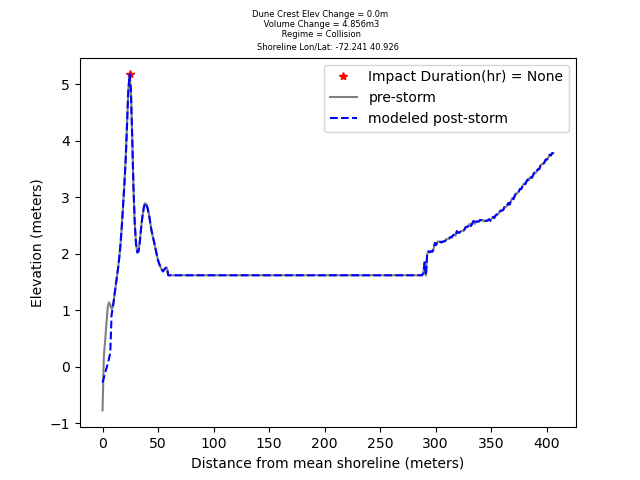 Dune Crest Elev Change = 0.0m
Volume Change = 4.856m3
Regime = Collision
Shoreline Lon/Lat: -72.241 40.926
Impact Duration(hr) = None
pre-storm
modeled post-storm
5
4
3
2
1
0
−1
Elevation (meters)
0 50 100 150 200 250 300 350 400
Distance from mean shoreline (meters)